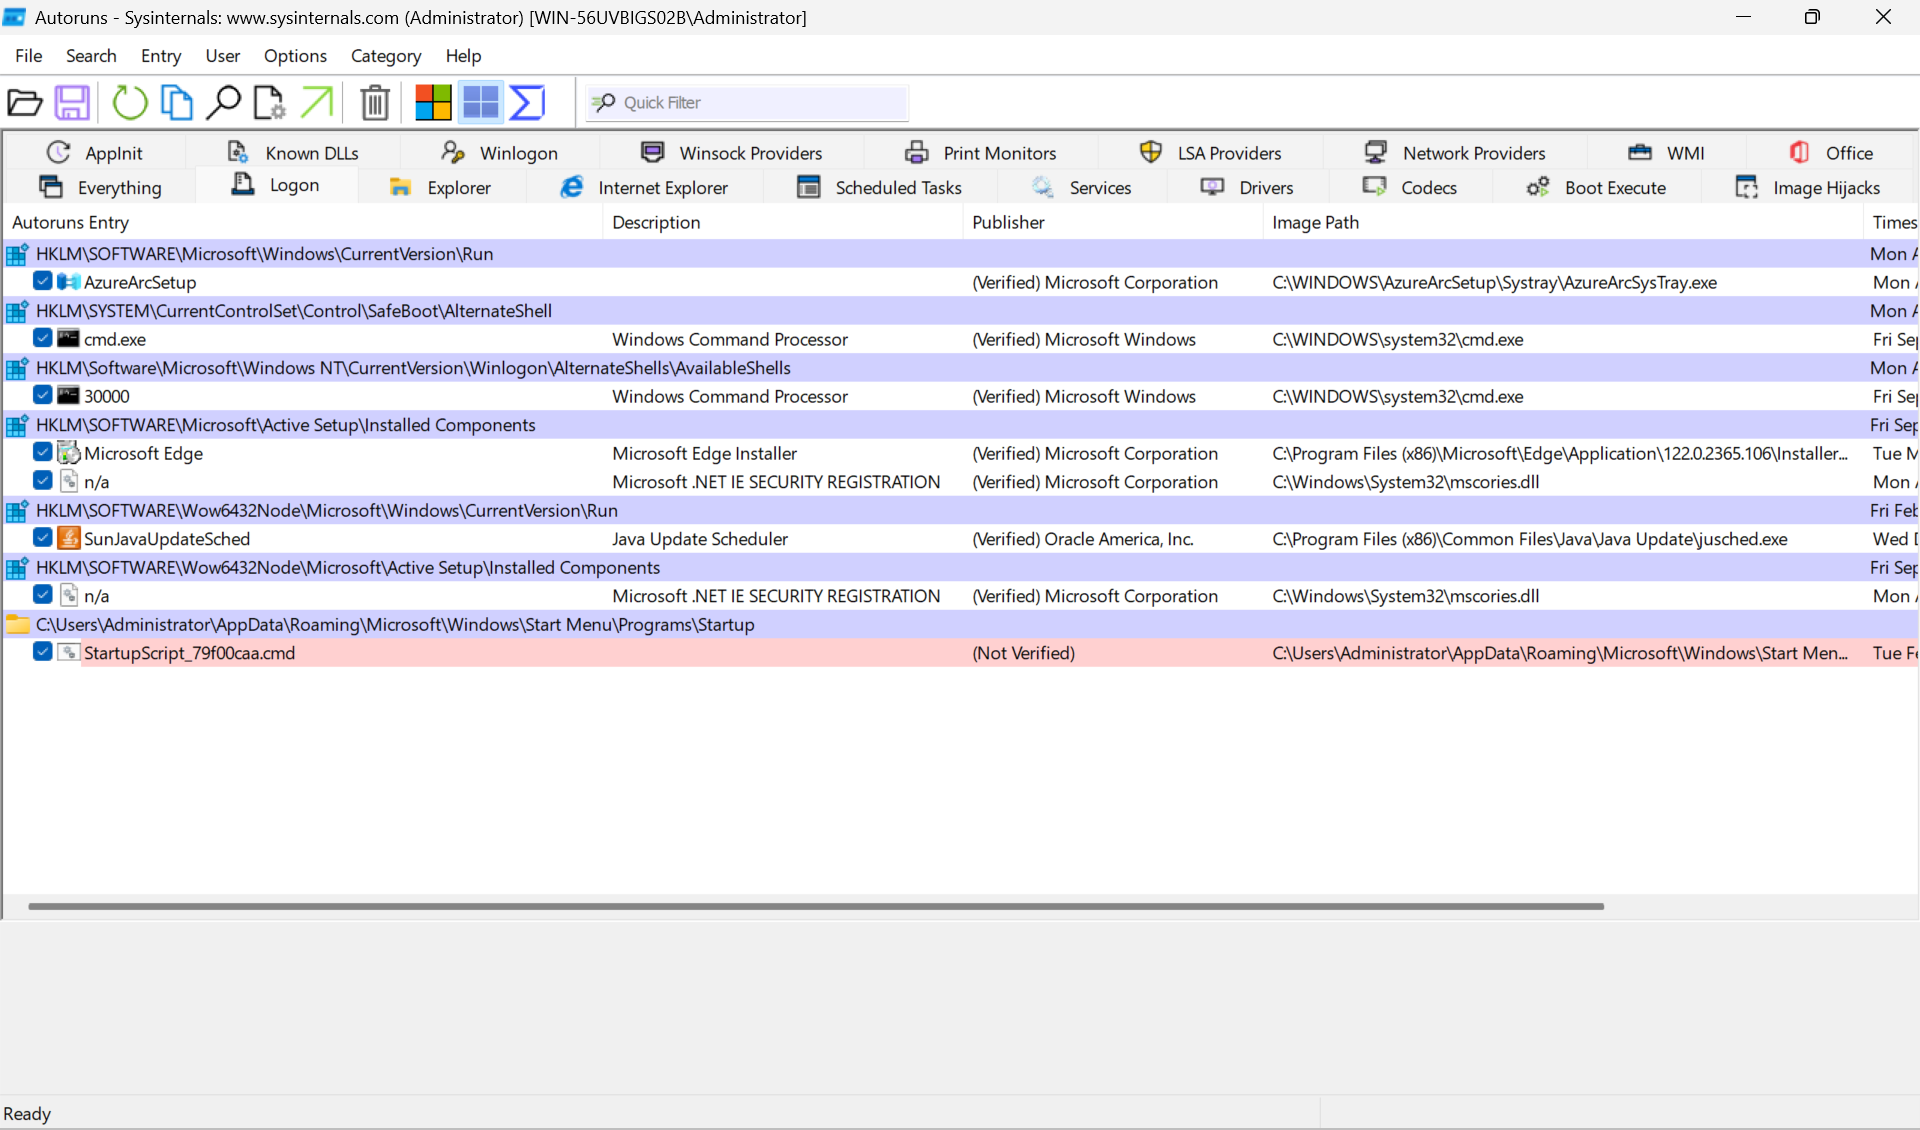 Autoruns - Sysinternals: www.sysinternals.com (Administrator) [WIN-56UVBIGS02B\Administrator]
File Search Entry User Options Category Help
Quick Filter
AppInit Known DLLs Winlogon Winsock Providers Print Monitors LSA Providers Network Providers WMI Office
Everything Logon Explorer Internet Explorer Scheduled Tasks Services Drivers Codecs Boot Execute Image Hijacks
Autoruns Entry Description Publisher Image Path Times
HKLM\SOFTWARE\Microsoft\Windows\CurrentVersion\Run Mon
AzureArcSetup (Verified) Microsoft Corporation C:\WINDOWS\AzureArcSetup\Systray\AzureArcSysTray.exe Mon
HKLM\SYSTEM\CurrentControlSet\Control\SafeBoot\AlternateShell Mon
cmd.exe Windows Command Processor (Verified) Microsoft Windows C:\WINDOWS\system32\cmd.exe Fri Se
HKLM\Software\Microsoft\Windows NT\CurrentVersion\Winlogon\AlternateShells\AvailableShells Mon
30000 Windows Command Processor (Verified) Microsoft Windows C:\WINDOWS\system32\cmd.exe Fri Se
HKLM\SOFTWARE\Microsoft\Active Setup\Installed Components Fri Sep
Microsoft Edge Microsoft Edge Installer (Verified) Microsoft Corporation C:\Program Files (x86)\Microsoft\Edge\Application\122.0.2365.106\Installer... Tue M
n/a Microsoft .NET IE SECURITY REGISTRATION (Verified) Microsoft Corporation C:\Windows\System32\mscories.dll Mon
HKLM\SOFTWARE\Wow6432Node\Microsoft\Windows\CurrentVersion\Run Fri Feb
SunJavaUpdateSched Java Update Scheduler (Verified) Oracle America, Inc. C:\Program Files (x86)\Common Files\Java\Java Update\jusched.exe Wed
HKLM\SOFTWARE\Wow6432Node\Microsoft\Active Setup\Installed Components Fri Sep
n/a Microsoft .NET IE SECURITY REGISTRATION (Verified) Microsoft Corporation C:\Windows\System32\mscories.dll Mon
C:\Users\Administrator\AppData\Roaming\Microsoft\Windows\Start Menu\Programs\Startup
StartupScript_79f00caa.cmd (Not Verified) C:\Users\Administrator\AppData\Roaming\Microsoft\Windows\Start Men... Tue F
Ready